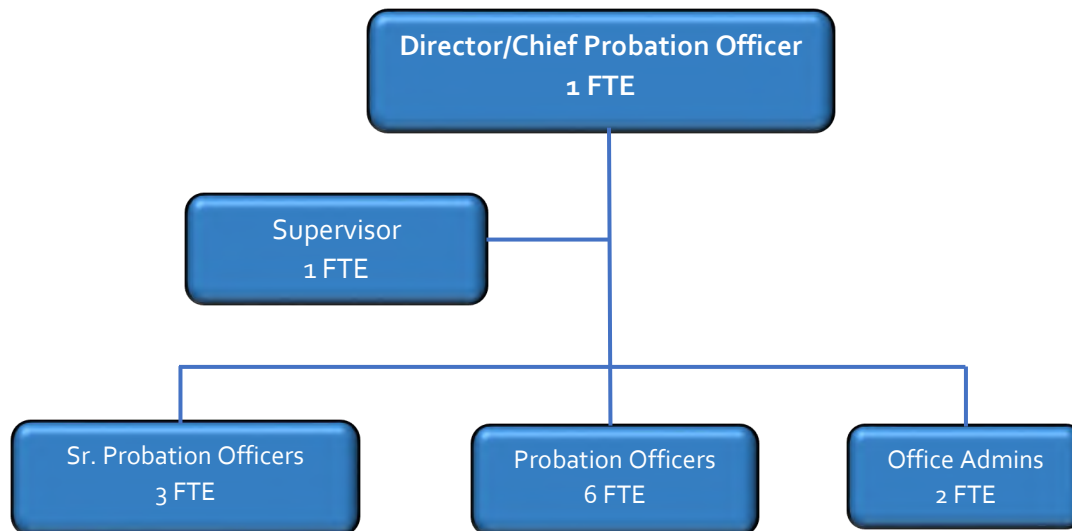 Director/Chief Probation Officer
1 FTE
Supervisor
1 FTE
Sr. Probation Officers
3 FTE
Probation Officers
6 FTE
Office Admins
2 FTE